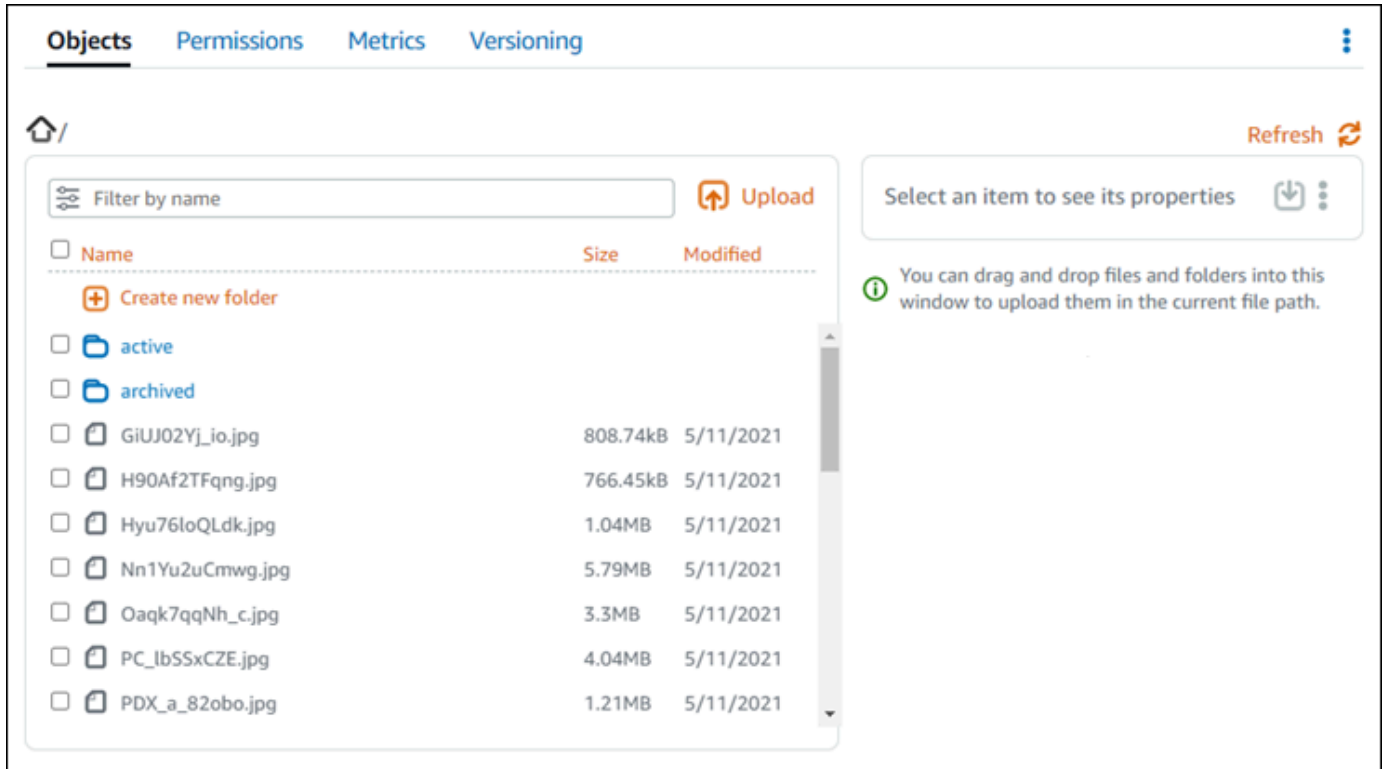 Objects Permissions Metrics Versioning
/
Refresh
Filter by name
Upload
Select an item to see its properties
Name Size Modified
You can drag and drop files and folders into this
window to upload them in the current file path.
Create new folder
active
archived
GiUJ02Yj_io.jpg 808.74kB 5/11/2021
H90Af2TFqng.jpg 766.45kB 5/11/2021
Hyu76loQLdk.jpg 1.04MB 5/11/2021
Nn1Yu2uCmwg.jpg 5.79MB 5/11/2021
Oaqk7qqNh_c.jpg 3.3MB 5/11/2021
PC_lbSSxCZE.jpg 4.04MB 5/11/2021
PDX_a_82obo.jpg 1.21MB 5/11/2021